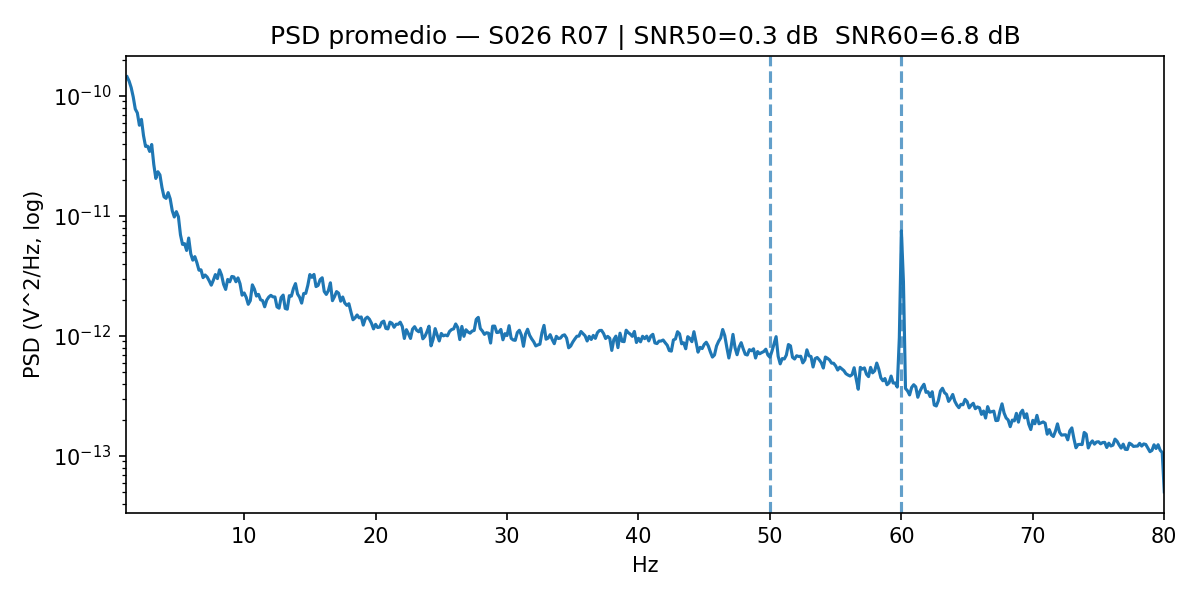 PSD promedio — S026 R07 | SNR50=0.3 dB  SNR60=6.8 dB
PSD (V^2/Hz, log)
10⁻¹⁰
10⁻¹¹
10⁻¹²
10⁻¹³
10 20 30 40 50 60 70 80
Hz